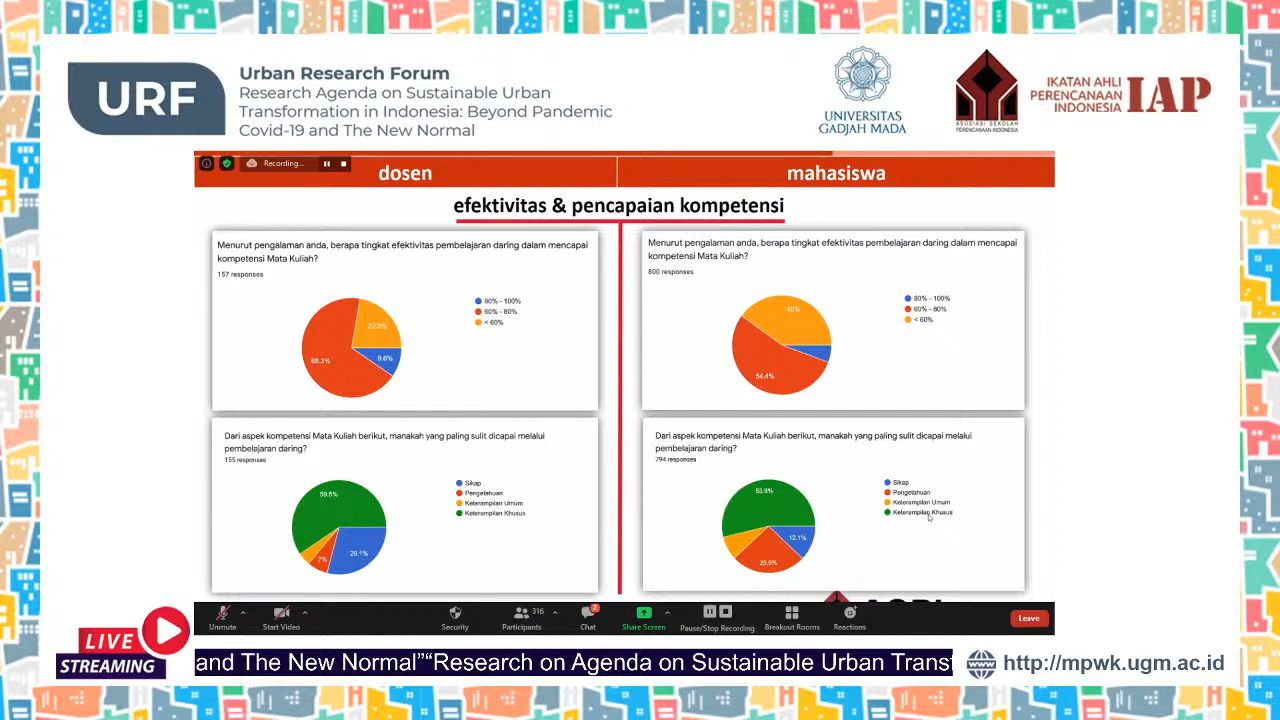 URF
Urban Research Forum
Research Agenda on Sustainable Urban
Transformation in Indonesia: Beyond Pandemic
Covid-19 and The New Normal
UNIVERSITAS
GADJAH MADA
ASOSIASI SEKOLAH
PERENCANAAN INDONESIA
IKATAN AHLI
PERENCANAAN
INDONESIA
IAP
Recording...
dosen
mahasiswa
efektivitas & pencapaian kompetensi
Menurut pengalaman anda, berapa tingkat efektivitas pembelajaran daring dalam mencapai
kompetensi Mata Kuliah?
157 responses
80% - 100%
60% - 80%
< 60%
22.3%
9.6%
68.2%
Menurut pengalaman anda, berapa tingkat efektivitas pembelajaran daring dalam mencapai
kompetensi Mata Kuliah?
800 responses
80% - 100%
60% - 80%
< 60%
40%
54.4%
Dari aspek kompetensi Mata Kuliah berikut, manakah yang paling sulit dicapai melalui
pembelajaran daring?
155 responses
Sikap
Pengetahuan
Keterampilan Umum
Keterampilan Khusus
59.5%
29.1%
7%
Dari aspek kompetensi Mata Kuliah berikut, manakah yang paling sulit dicapai melalui
pembelajaran daring?
794 responses
Sikap
Pengetahuan
Keterampilan Umum
Keterampilan Khusus
53.8%
12.1%
25.9%
Unmute
Start Video
Security
316
Participants
2
Chat
Share Screen
Pause/Stop Recording
Breakout Rooms
Reactions
Leave
LIVE
STREAMING
and The New Normal”“Research on Agenda on Sustainable Urban Trans
http://mpwk.ugm.ac.id